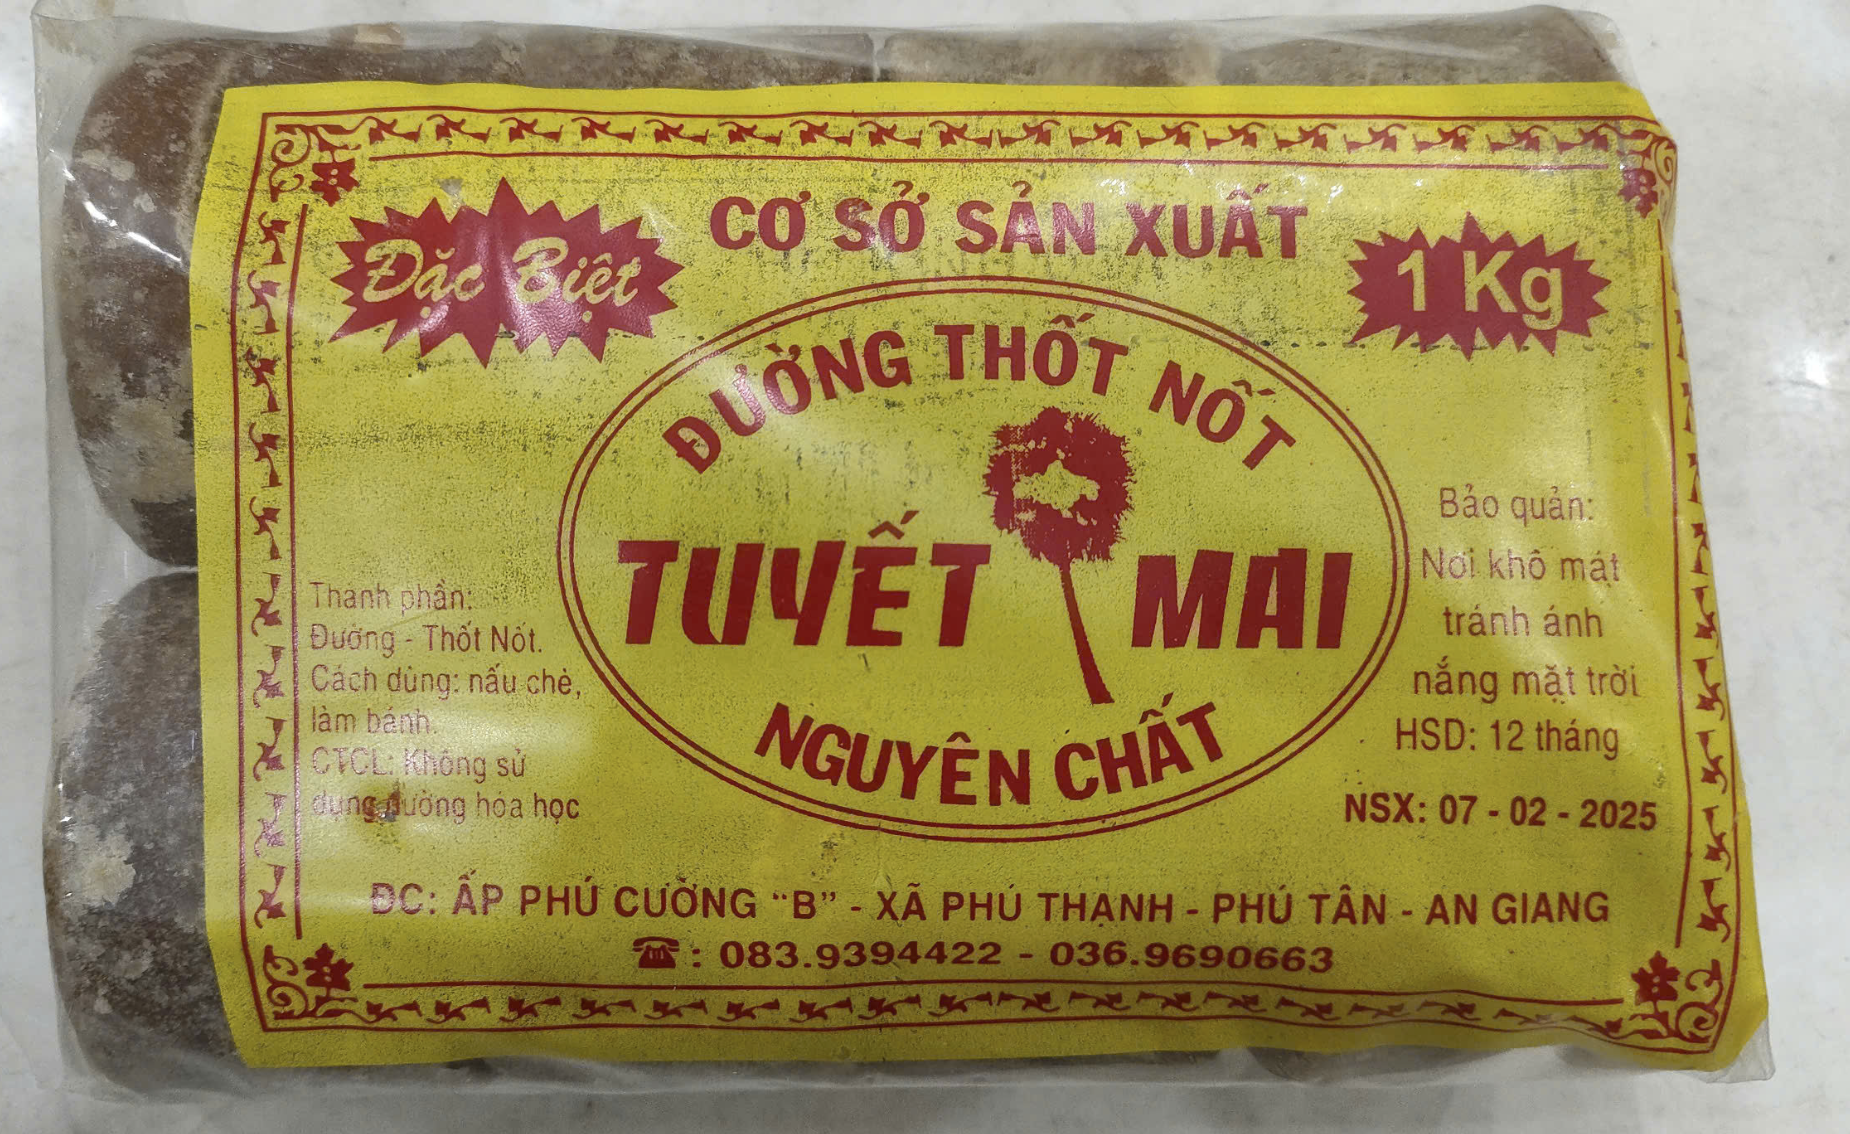 CƠ SỞ SẢN XUẤT
Đặc Biệt
1 Kg
ĐƯỜNG THỐT NỐT
TUYẾT MAI
NGUYÊN CHẤT
Thành phần:
Đường - Thốt Nốt.
Cách dùng: nấu chè,
làm bánh.
CTCL: Không sử
dụng đường hóa học
Bảo quản:
Nơi khô mát
tránh ánh
nắng mặt trời
HSD: 12 tháng
NSX: 07 - 02 - 2025
ĐC: ẤP PHÚ CƯỜNG “B” - XÃ PHÚ THẠNH - PHÚ TÂN - AN GIANG
☎: 083.9394422 - 036.9690663